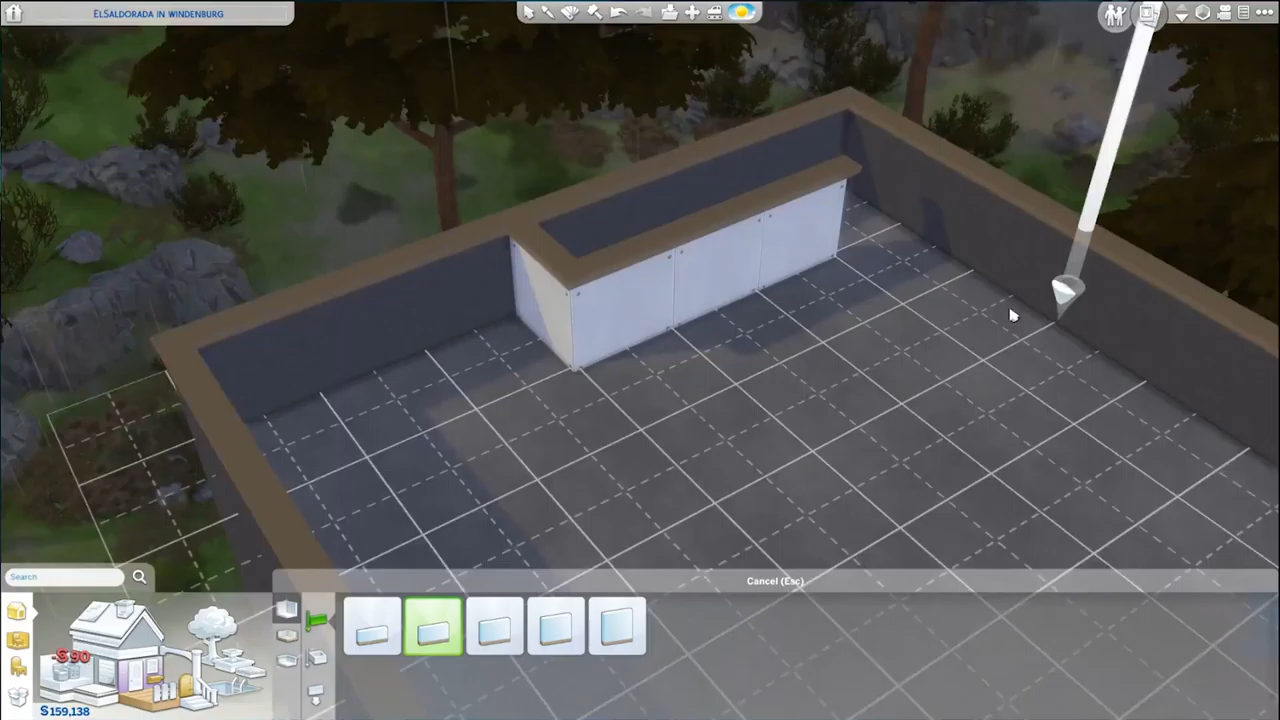 ELSALDORADA IN WINDENBURG
Cancel (Esc)
Search
-§90
§159,138